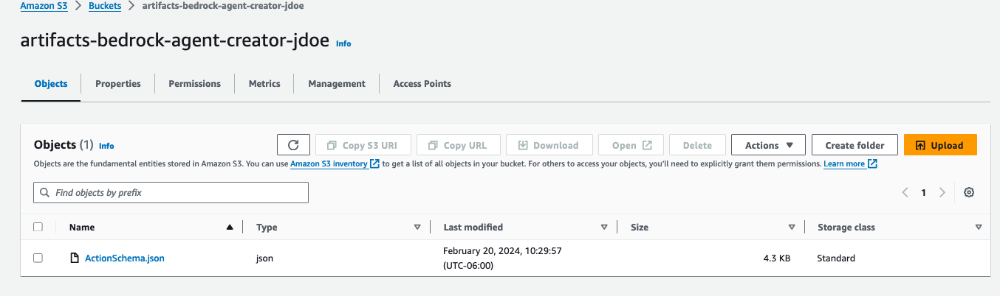 Amazon S3 > Buckets > artifacts-bedrock-agent-creator-jdoe
artifacts-bedrock-agent-creator-jdoe Info
Objects Properties Permissions Metrics Management Access Points
Objects (1) Info Copy S3 URI Copy URL Download Open Delete Actions Create folder Upload
Objects are the fundamental entities stored in Amazon S3. You can use Amazon S3 inventory to get a list of all objects in your bucket. For others to access your objects, you'll need to explicitly grant them permissions. Learn more
Find objects by prefix 1
Name Type Last modified Size Storage class
ActionSchema.json json February 20, 2024, 10:29:57 4.3 KB Standard
(UTC-06:00)